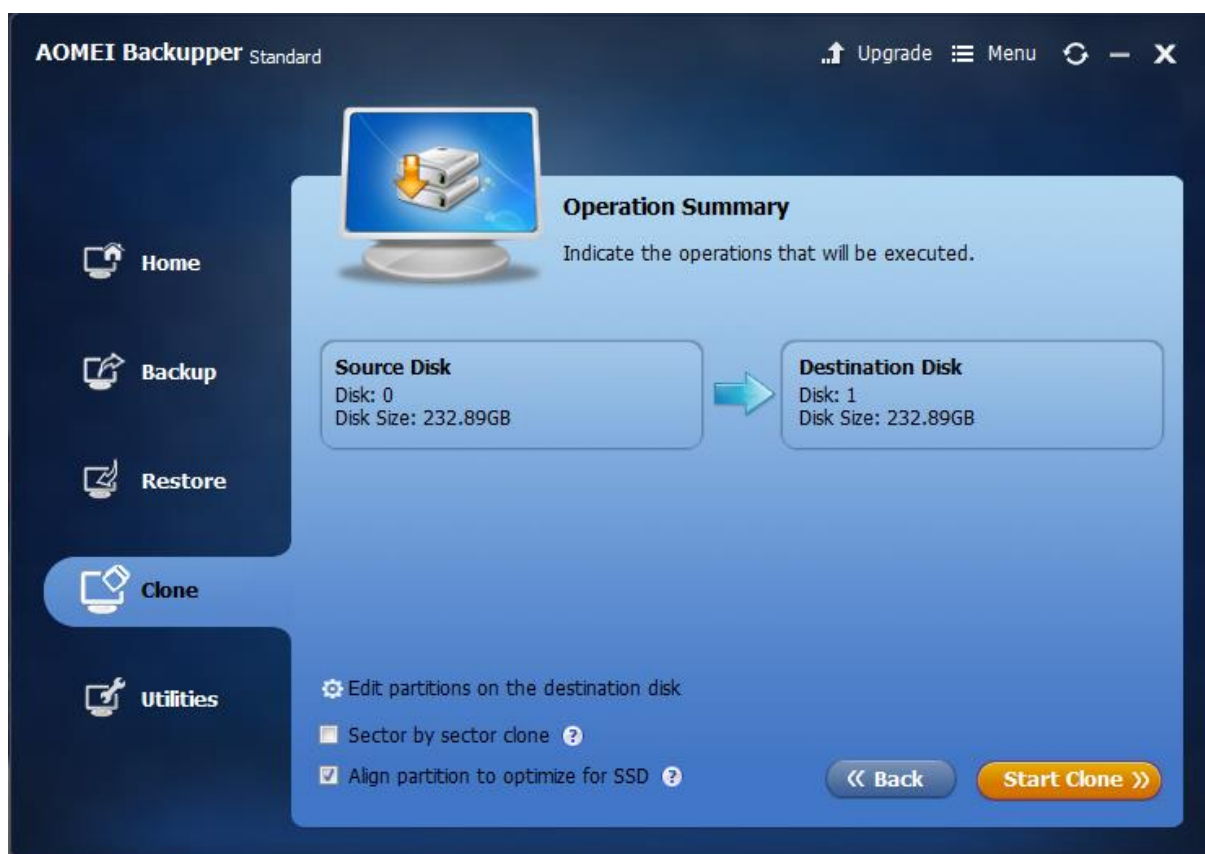 AOMEI Backupper Standard
Upgrade Menu
Operation Summary
Indicate the operations that will be executed.
Home
Backup
Restore
Clone
Utilities
Source Disk
Disk: 0
Disk Size: 232.89GB
Destination Disk
Disk: 1
Disk Size: 232.89GB
Edit partitions on the destination disk
Sector by sector clone ?
Align partition to optimize for SSD ?
Back
Start Clone